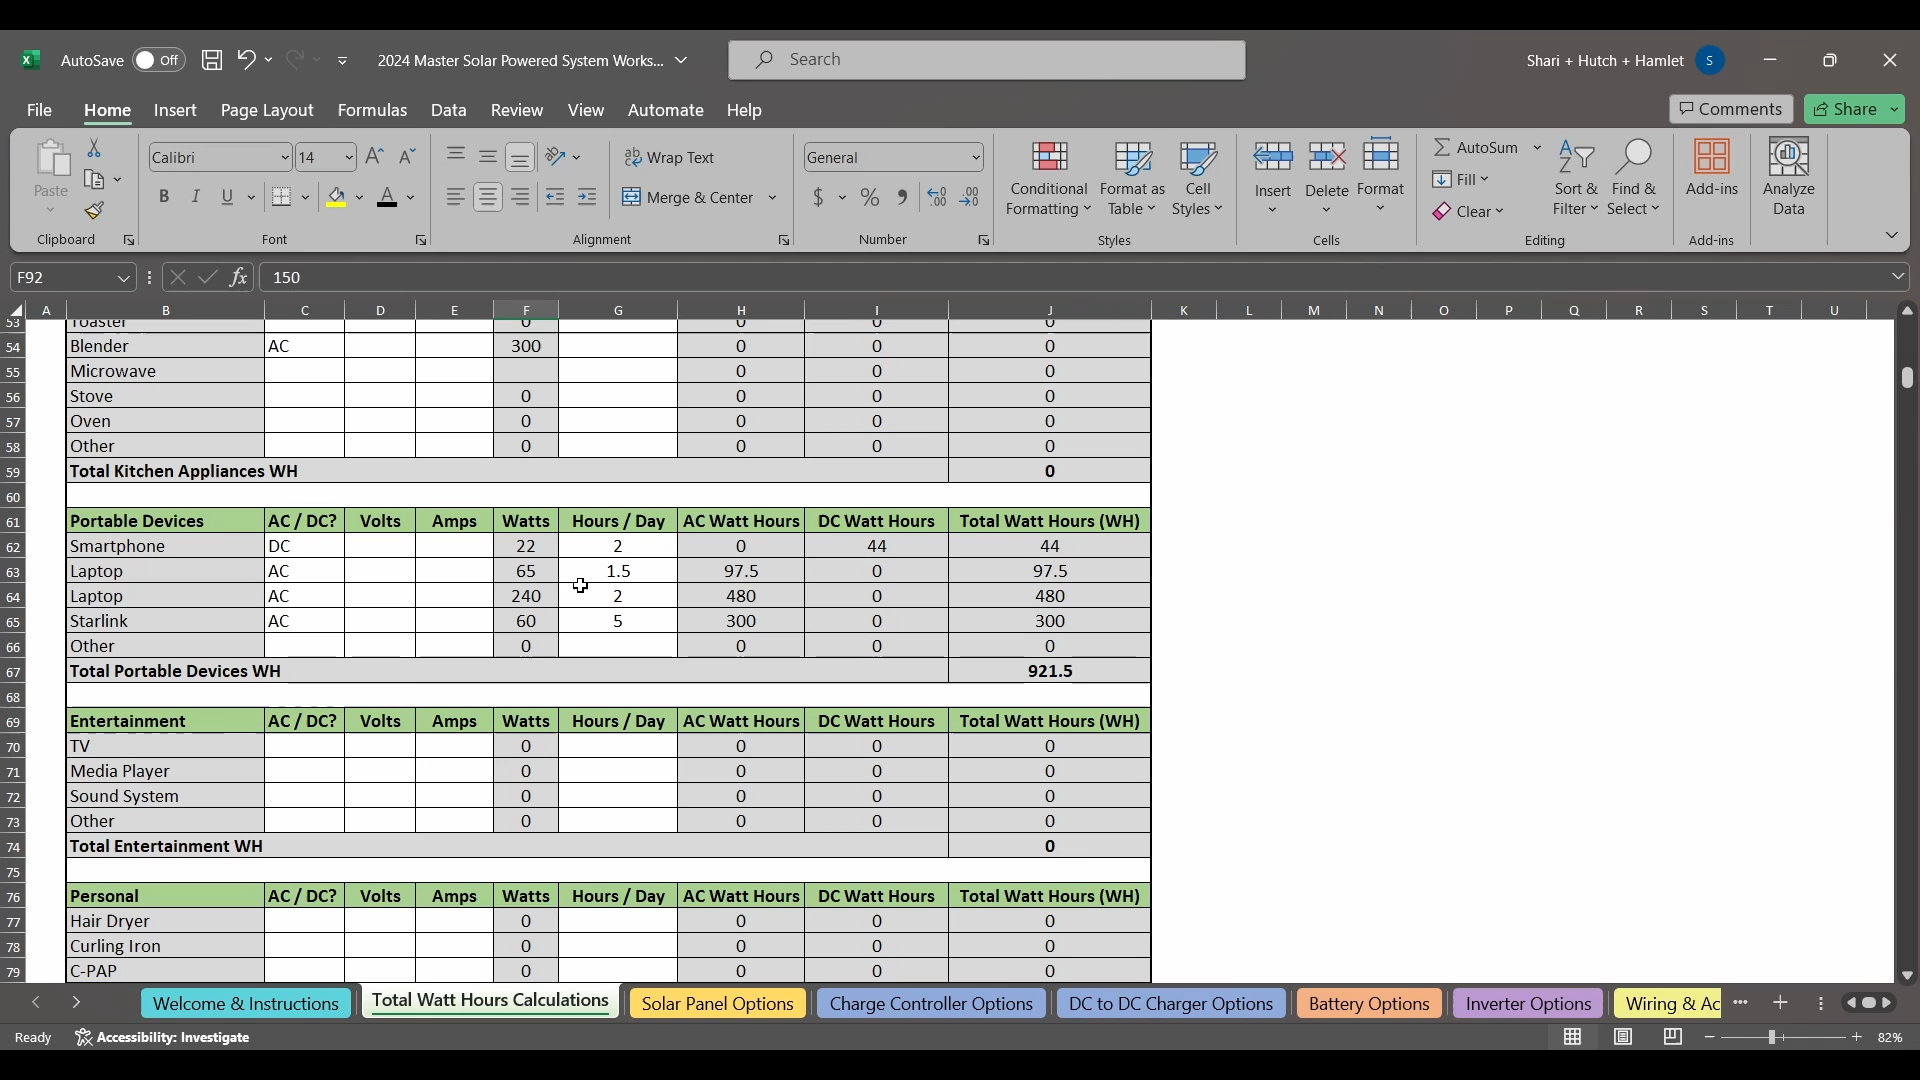 AutoSave Off 2024 Master Solar Powered System Works... Search Shari + Hutch + Hamlet S
File Home Insert Page Layout Formulas Data Review View Automate Help Comments Share
Paste Calibri 14 Wrap Text General Conditional Formatting Format as Table Cell Styles Insert Delete Format AutoSum Fill Clear Sort & Filter Find & Select Add-ins Analyze Data
B I U A Merge & Center $ %
Clipboard Font Alignment Number Styles Cells Editing Add-ins
F92 fx 150
A B C D E F G H I J K L M N O P Q R S T U
53 Toaster 0 0 0 0
54 Blender AC 300 0 0 0
55 Microwave 0 0 0
56 Stove 0 0 0 0
57 Oven 0 0 0 0
58 Other 0 0 0 0
59 Total Kitchen Appliances WH 0
60
61 Portable Devices AC / DC? Volts Amps Watts Hours / Day AC Watt Hours DC Watt Hours Total Watt Hours (WH)
62 Smartphone DC 22 2 0 44 44
63 Laptop AC 65 1.5 97.5 0 97.5
64 Laptop AC 240 2 480 0 480
65 Starlink AC 60 5 300 0 300
66 Other 0 0 0 0
67 Total Portable Devices WH 921.5
68
69 Entertainment AC / DC? Volts Amps Watts Hours / Day AC Watt Hours DC Watt Hours Total Watt Hours (WH)
70 TV 0 0 0 0
71 Media Player 0 0 0 0
72 Sound System 0 0 0 0
73 Other 0 0 0 0
74 Total Entertainment WH 0
75
76 Personal AC / DC? Volts Amps Watts Hours / Day AC Watt Hours DC Watt Hours Total Watt Hours (WH)
77 Hair Dryer 0 0 0 0
78 Curling Iron 0 0 0 0
79 C-PAP 0 0 0 0
Welcome & Instructions Total Watt Hours Calculations Solar Panel Options Charge Controller Options DC to DC Charger Options Battery Options Inverter Options Wiring & Ac
Ready Accessibility: Investigate 82%